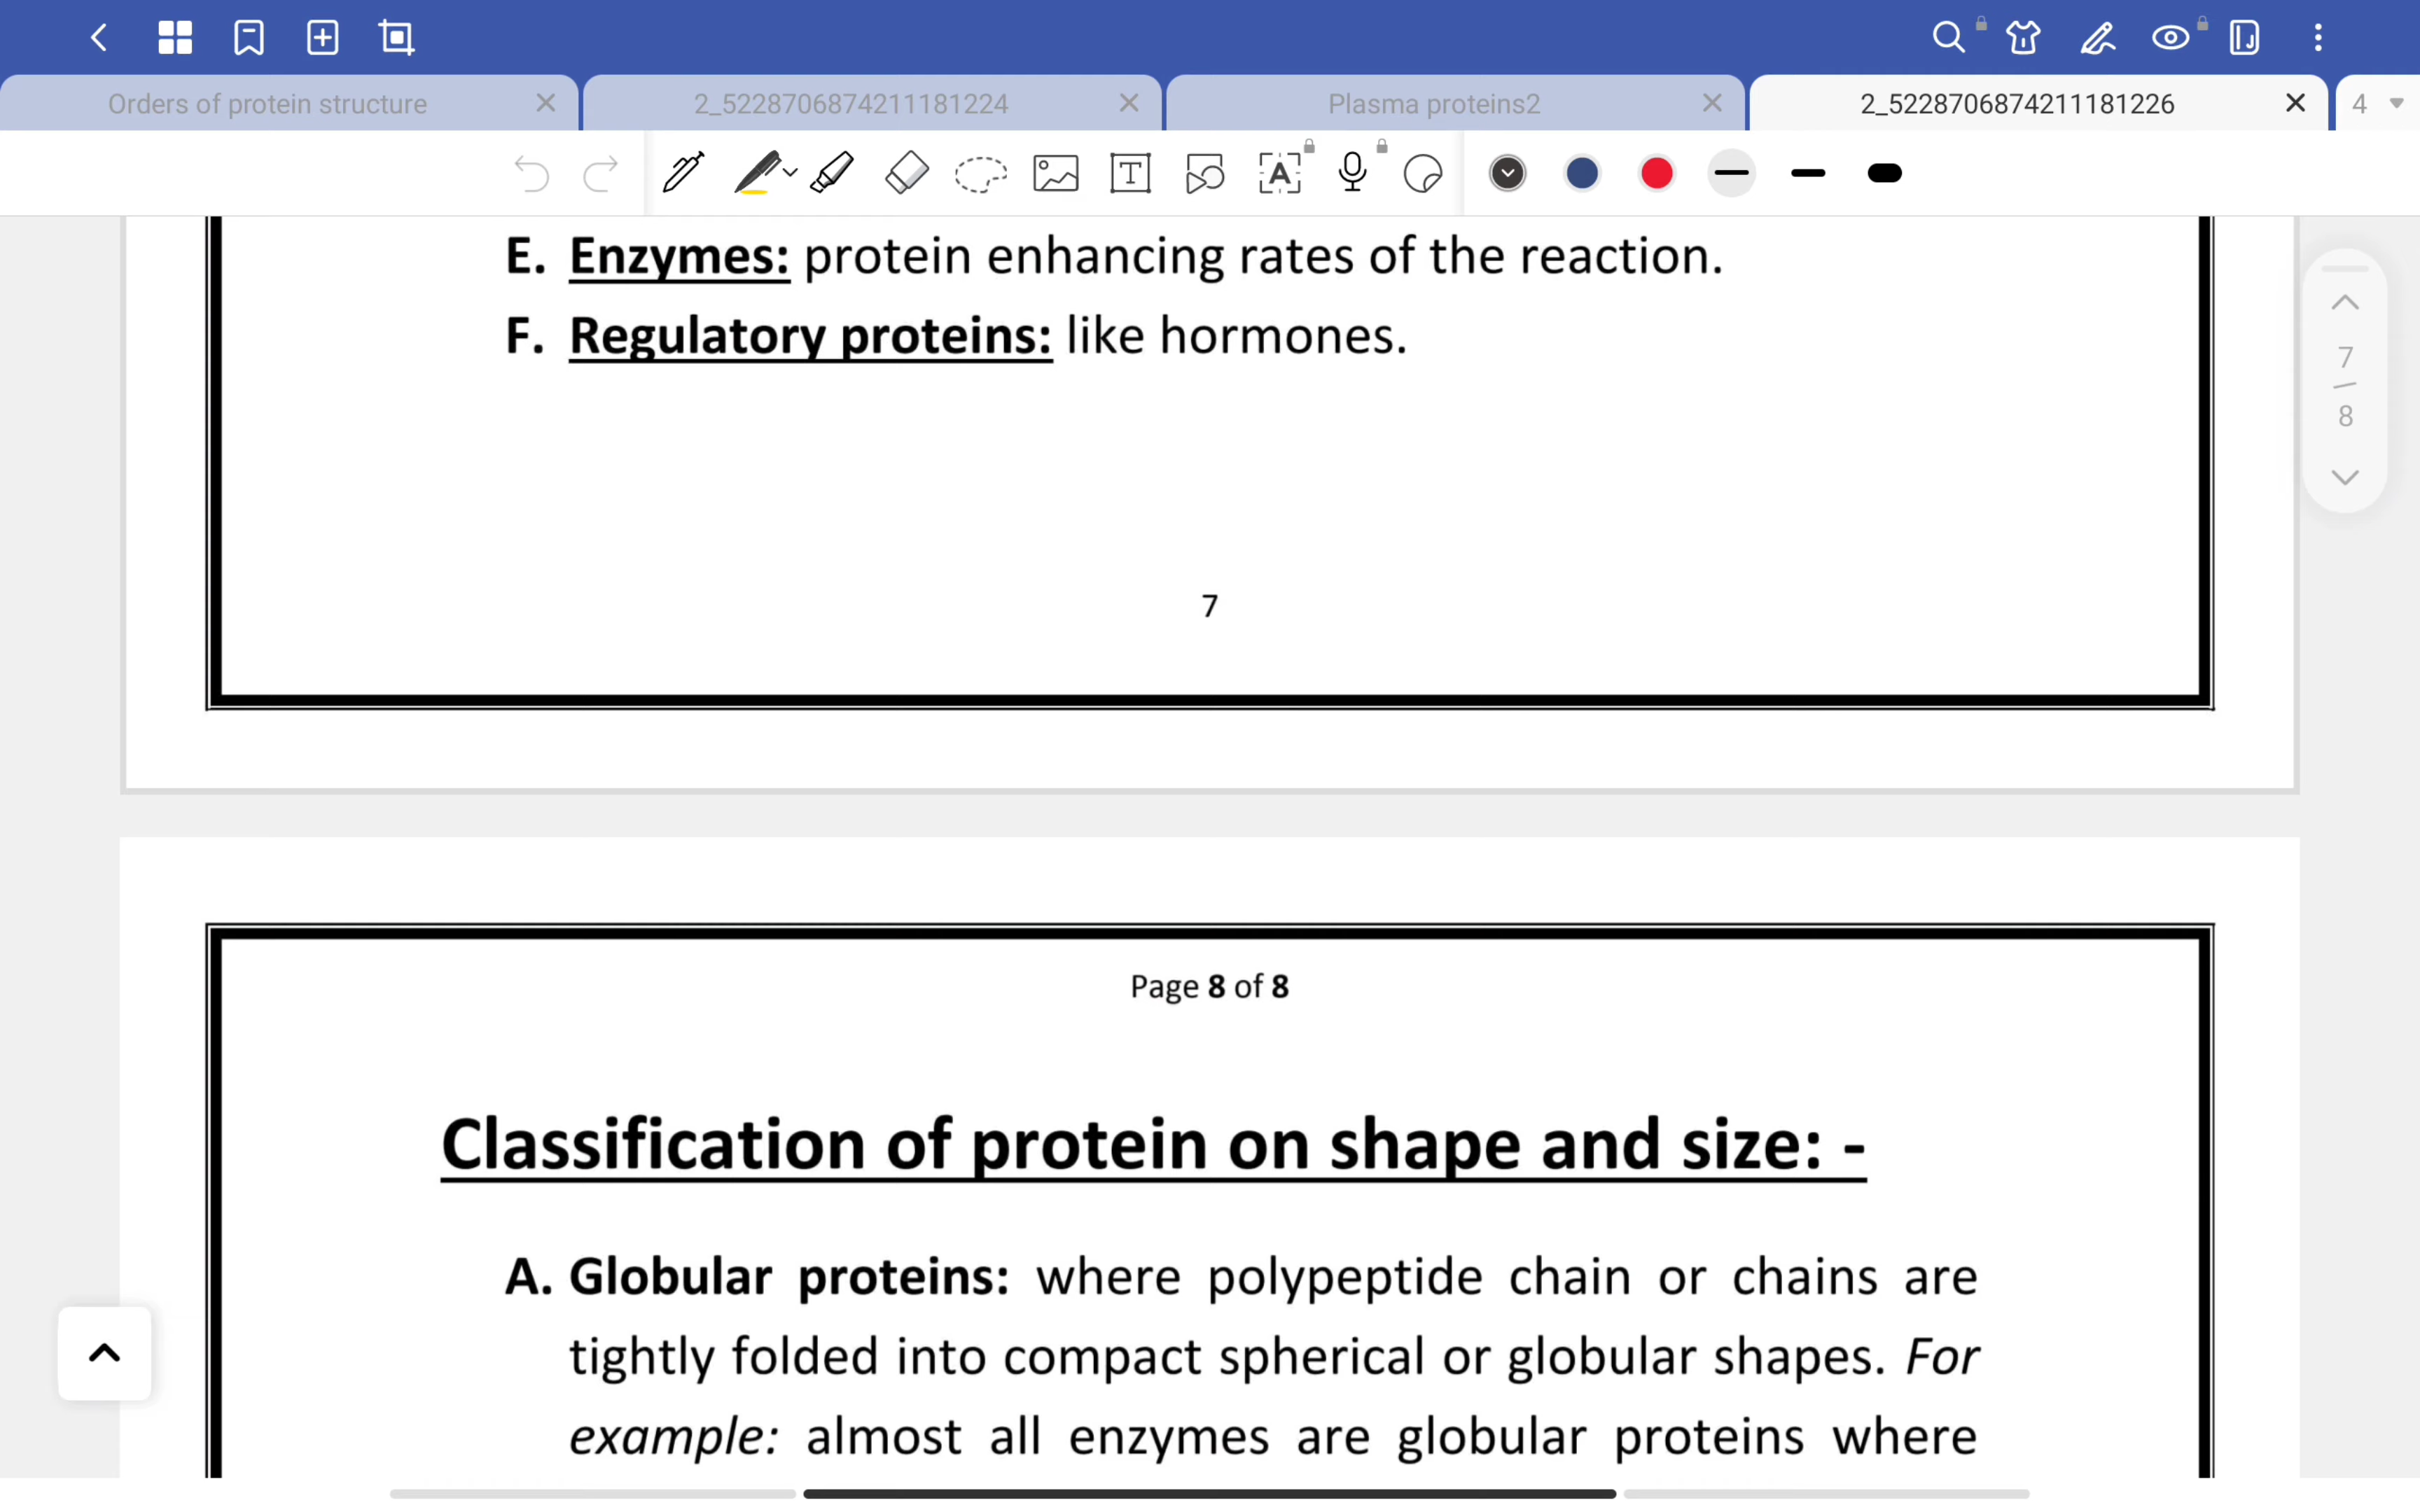 Orders of protein structure
2_5228706874211181224
Plasma proteins2
2_5228706874211181226
4
E. Enzymes: protein enhancing rates of the reaction.
F. Regulatory proteins: like hormones.
7
/
8
7
Page 8 of 8
Classification of protein on shape and size: -
A. Globular proteins: where polypeptide chain or chains are
tightly folded into compact spherical or globular shapes. For
example: almost all enzymes are globular proteins where